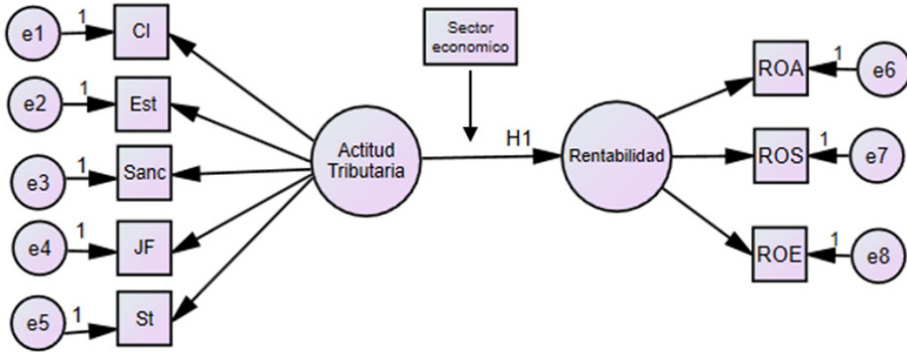 e1
1
CI
e2
1
Est
e3
1
Sanc
e4
1
JF
e5
1
St
Actitud
Tributaria
Sector
economico
H1
Rentabilidad
ROA
1
e6
ROS
1
e7
ROE
1
e8